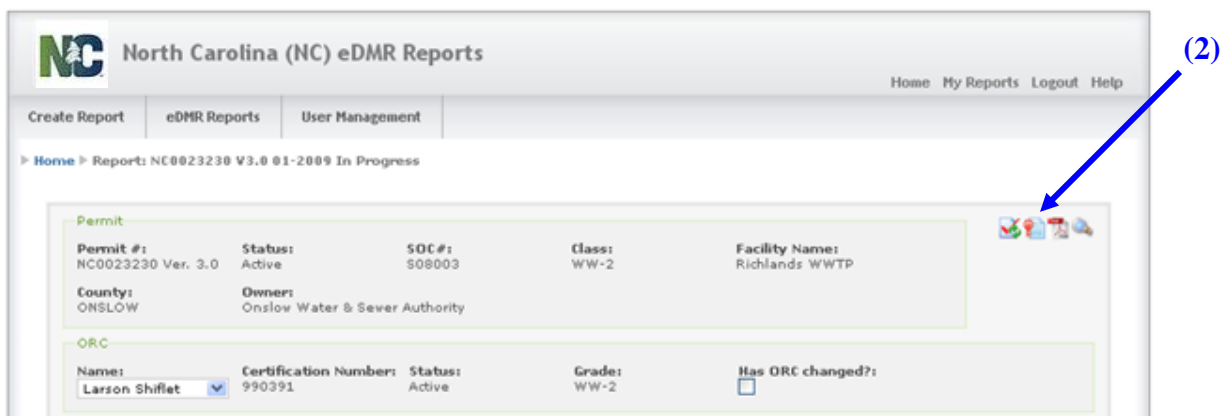 NC North Carolina (NC) eDMR Reports
(2)
Home My Reports Logout Help
Create Report eDMR Reports User Management
Home Report: NC0023230 V3.0 01-2009 In Progress
Permit
Permit #: Status: SOC#: Class: Facility Name:
NC0023230 Ver. 3.0 Active S08003 WW-2 Richlands WWTP
County: Owner:
ONSLOW Onslow Water & Sewer Authority
ORC
Name: Certification Number: Status: Grade: Has ORC changed?:
Larson Shiflet 990391 Active WW-2